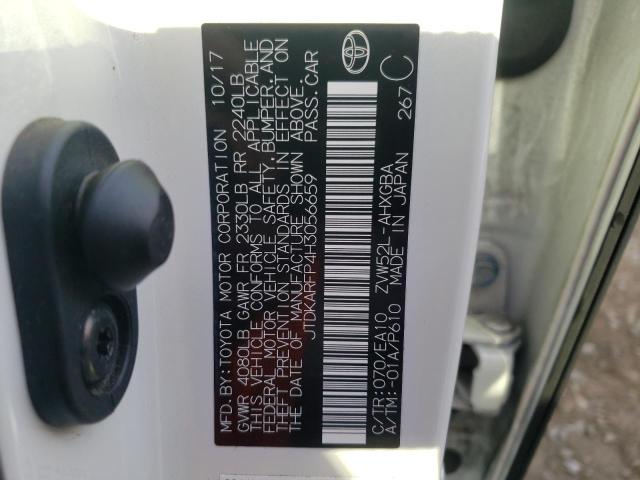 MFD. BY: TOYOTA MOTOR CORPORATION 10/17
GVWR 4080LB GAWR FR 2330LB RR 2240LB
THIS VEHICLE CONFORMS TO ALL APPLICABLE
FEDERAL MOTOR VEHICLE SAFETY, BUMPER, AND
THEFT PREVENTION STANDARDS IN EFFECT ON
THE DATE OF MANUFACTURE SHOWN ABOVE.
JTDKARFP4H3056659 PASS. CAR
C/TR: 070/EA10 ZVW52L-AHXGBA
A/TM: -01A/P610 MADE IN JAPAN 267 C